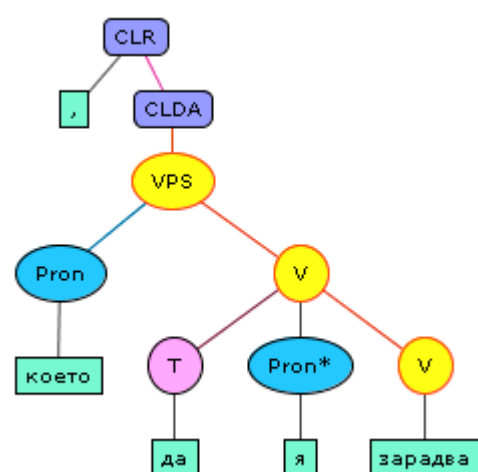 CLR
,
CLDA
VPS
Pron
V
което
T
Pron*
V
да
я
зарадва